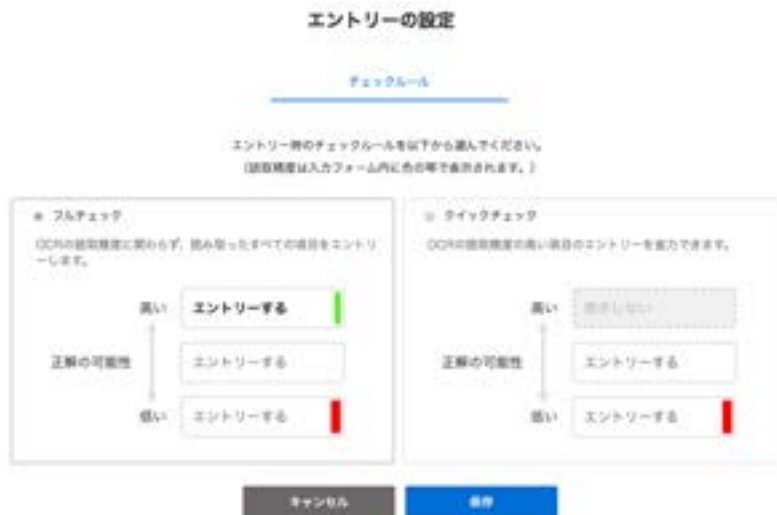 エントリーの設定
チェックルール
エントリー時のチェックルールを以下から選んでください。
(読取精度は入力フォーム内に色の帯で表示されます。)
フルチェック
OCRの読取精度に関わらず、読み取ったすべての項目をエントリ
ーします。
高い
エントリーする
正解の可能性
エントリーする
低い
エントリーする
クイックチェック
OCRの読取精度の高い項目のエントリーを省力できます。
高い
正解の可能性
エントリーする
低い
エントリーする
キャンセル
保存